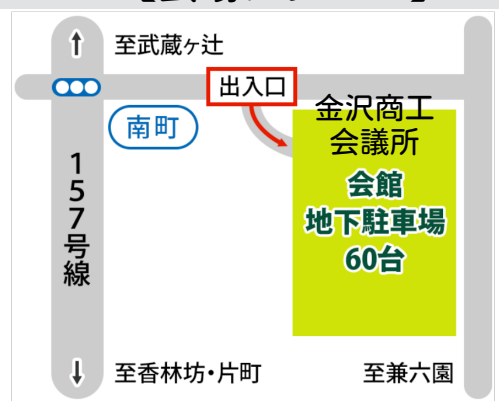 至武蔵ヶ辻
出入口
南町
金沢商工
会議所
会館
地下駐車場
60台
157号線
至香林坊・片町
至兼六園